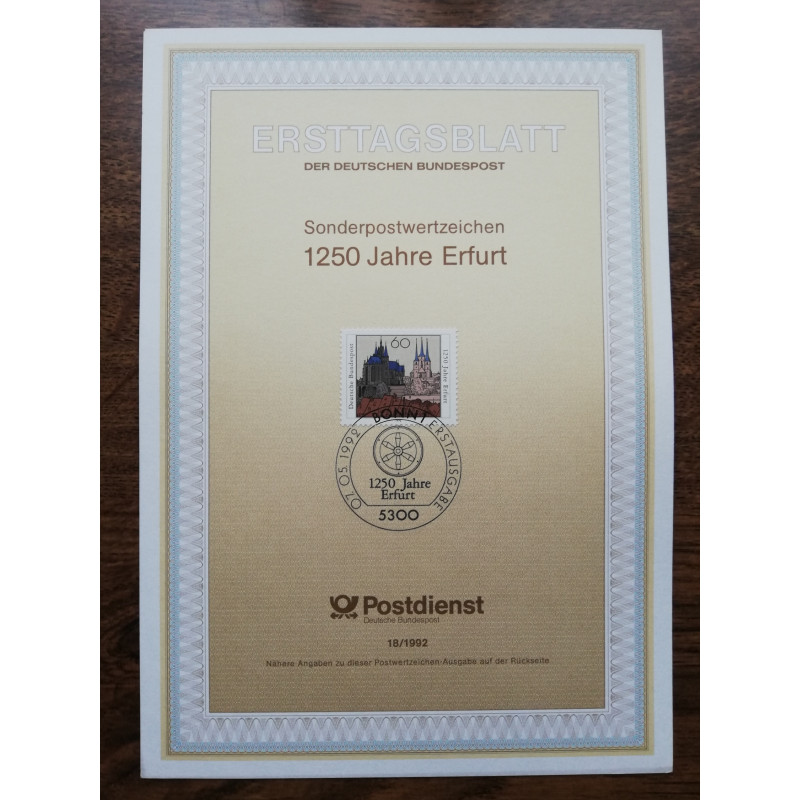 ERSTTAGSBLATT
DER DEUTSCHEN BUNDESPOST
Sonderpostwertzeichen
1250 Jahre Erfurt
60
Deutsche Bundespost
1250 Jahre Erfurt
07.05.1992 BONN 1 ERSTAUSGABE
1250 Jahre
Erfurt
5300
Postdienst
Deutsche Bundespost
18/1992
Nähere Angaben zu dieser Postwertzeichen-Ausgabe auf der Rückseite